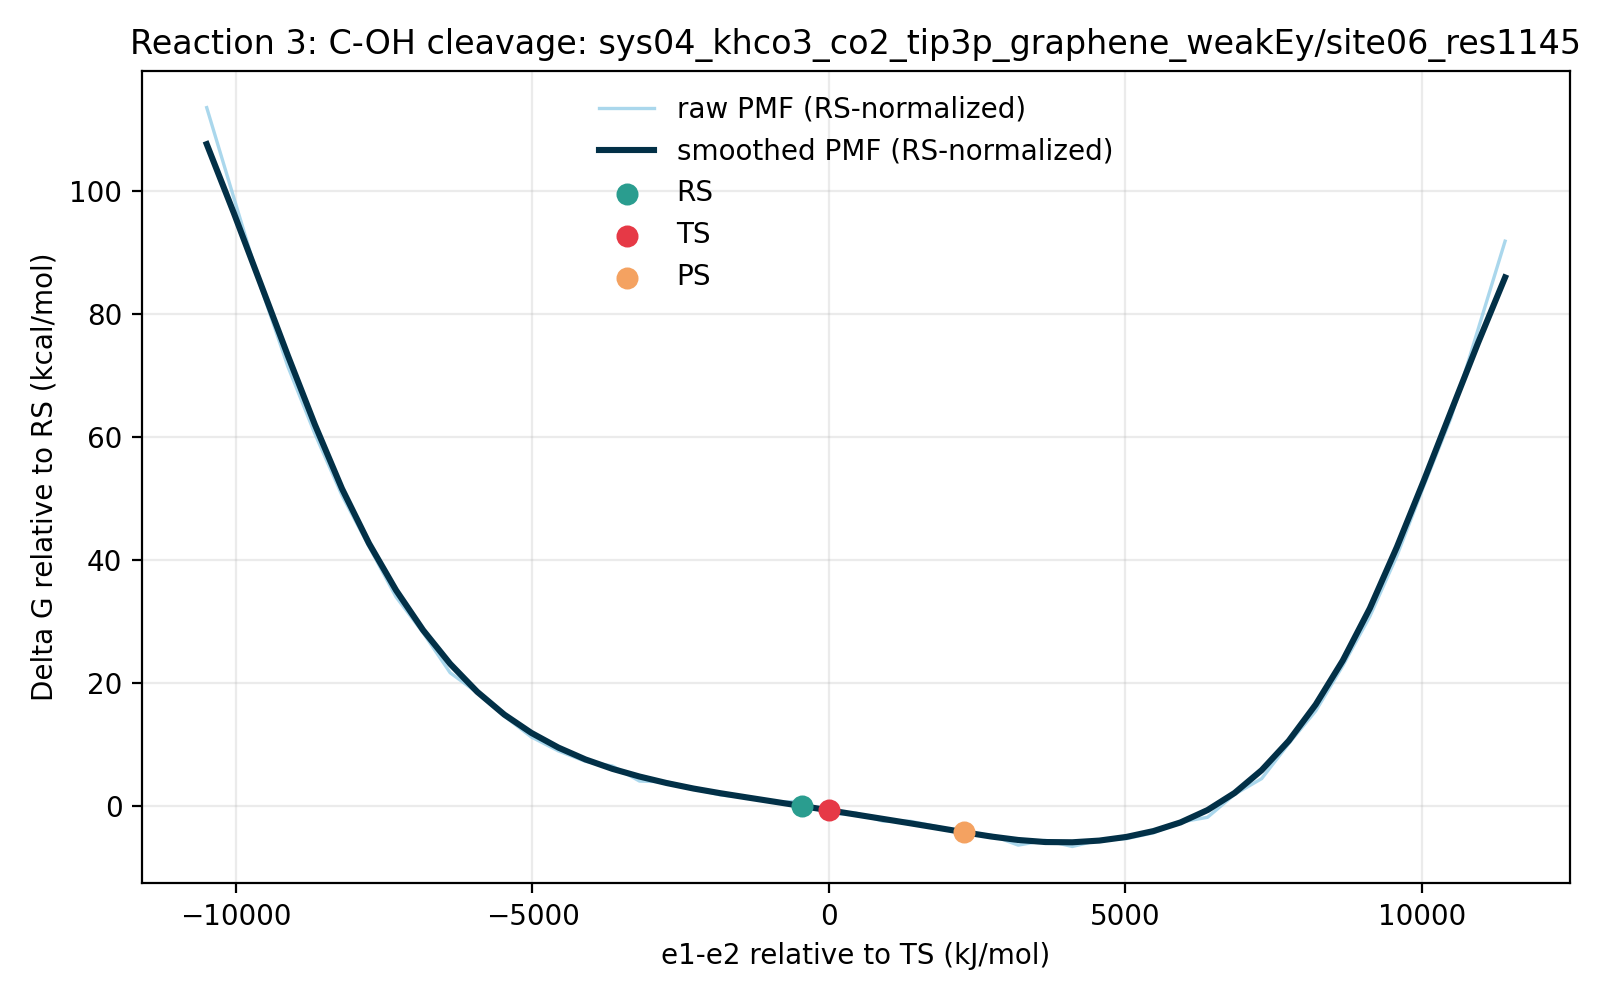 Reaction 3: C-OH cleavage: sys04_khco3_co2_tip3p_graphene_weakEy/site06_res1145
raw PMF (RS-normalized)
smoothed PMF (RS-normalized)
RS
TS
PS
Delta G relative to RS (kcal/mol)
100
80
60
40
20
0
−10000
−5000
0
5000
10000
e1-e2 relative to TS (kJ/mol)